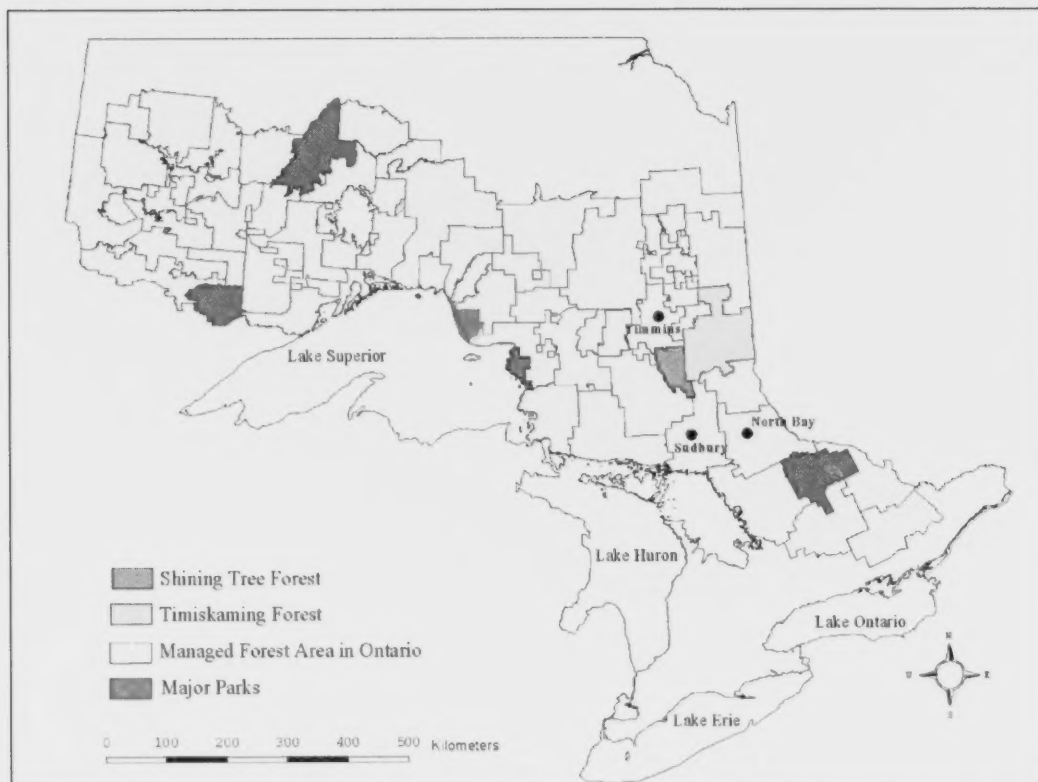 Timmins
Lake Superior
North Bay
Sudbury
Lake Huron
Shining Tree Forest
Timiskaming Forest
Lake Ontario
Managed Forest Area in Ontario
N
E
S
Major Parks
Lake Erie
0 100 200 300 400 500 Kilometers